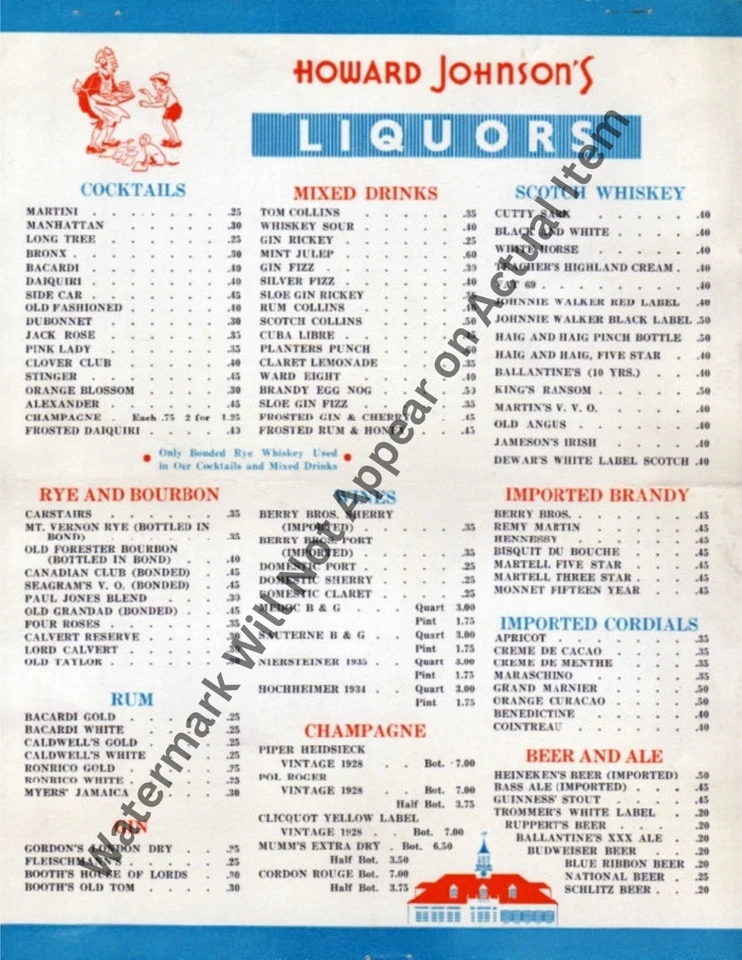 HOWARD JOHNSON'S
LIQUORS
COCKTAILS
MARTINI . . . . . . . .25
MANHATTAN . . . . . . .30
LONG TREE . . . . . . .25
BRONX . . . . . . . .30
BACARDI . . . . . . . .40
DAIQUIRI . . . . . . . .40
SIDE CAR . . . . . . . .45
OLD FASHIONED . . . . . .40
DUBONNET . . . . . . . .30
JACK ROSE . . . . . . . .35
PINK LADY . . . . . . . .35
CLOVER CLUB . . . . . . .40
STINGER . . . . . . . .45
ORANGE BLOSSOM . . . . . .30
ALEXANDER . . . . . . . .45
CHAMPAGNE . Each .75 2 for 1.25
FROSTED DAIQUIRI . . . . .
MIXED DRINKS
TOM COLLINS . . . . . .35
WHISKEY SOUR . . . . . .40
GIN RICKEY . . . . . .25
MINT JULEP . . . . . .60
GIN FIZZ . . . . . .
SILVER FIZZ . . . . . .40
SLOE GIN RICKEY . . . . .
RUM COLLINS . . . . . .40
SCOTCH COLLINS . . . . .50
CUBA LIBRE . . . . . .
PLANTERS PUNCH . . . . .60
CLARET LEMONADE . . . . .35
WARD EIGHT . . . . . .40
BRANDY EGG NOG . . . . .50
SLOE GIN FIZZ . . . . .35
FROSTED GIN & CHERRY . . .45
FROSTED RUM & HONEY . . .45
• Only Bonded Rye Whiskey Used •
in Our Cocktails and Mixed Drinks
SCOTCH WHISKEY
CUTTY SARK . . . . . . .40
BLACK AND WHITE . . . . .40
WHITE HORSE . . . . . .40
TEACHER'S HIGHLAND CREAM . .40
VAT 69 . . . . . . .40
JOHNNIE WALKER RED LABEL .40
JOHNNIE WALKER BLACK LABEL .50
HAIG AND HAIG PINCH BOTTLE .50
HAIG AND HAIG, FIVE STAR . .40
BALLANTINE'S (10 YRS.) . . .40
KING'S RANSOM . . . . . .50
MARTIN'S V. V. O. . . . . .40
OLD ANGUS . . . . . . .40
JAMESON'S IRISH . . . . .40
DEWAR'S WHITE LABEL SCOTCH .40
RYE AND BOURBON
CARSTAIRS . . . . . . .35
MT. VERNON RYE (BOTTLED IN
BOND) . . . . . . . .35
OLD FORESTER BOURBON
(BOTTLED IN BOND) . . . .40
CANADIAN CLUB (BONDED) . .45
SEAGRAM'S V. O. (BONDED) . .45
PAUL JONES BLEND . . . .30
OLD GRANDAD (BONDED) . . .45
FOUR ROSES . . . . . .35
CALVERT RESERVE . . . . .30
LORD CALVERT . . . . . .35
OLD TAYLOR . . . . . .35
RUM
BACARDI GOLD . . . . . .25
BACARDI WHITE . . . . . .25
CALDWELL'S GOLD . . . . .25
CALDWELL'S WHITE . . . . .25
RONRICO GOLD . . . . . .25
RONRICO WHITE . . . . . .25
MYERS' JAMAICA . . . . .30
GIN
GORDON'S LONDON DRY . . .25
FLEISCHMANN'S . . . . . .25
BOOTH'S HOUSE OF LORDS . .30
BOOTH'S OLD TOM . . . . .30
WINES
BERRY BROS. SHERRY
(IMPORTED) . . . . . .35
BERRY BROS. PORT
(IMPORTED) . . . . . .35
DOMESTIC PORT . . . . . .25
DOMESTIC SHERRY . . . . .25
DOMESTIC CLARET . . . . .25
MEDOC B & G . . . Quart 3.00
Pint 1.75
SAUTERNE B & G . . Quart 3.00
Pint 1.75
NIERSTEINER 1935 . . Quart 3.00
Pint 1.75
HOCHHEIMER 1934 . . Quart 3.00
Pint 1.75
CHAMPAGNE
PIPER HEIDSIECK
VINTAGE 1928 . . Bot. 7.00
POL ROGER
VINTAGE 1928 . . Bot. 7.00
Half Bot. 3.75
CLICQUOT YELLOW LABEL
VINTAGE 1928 . . Bot. 7.00
MUMM'S EXTRA DRY . Bot. 6.50
Half Bot. 3.50
CORDON ROUGE Bot. 7.00
Half Bot. 3.75
IMPORTED BRANDY
BERRY BROS. . . . . . .45
REMY MARTIN . . . . . .45
HENNESSY . . . . . . .45
BISQUIT DU BOUCHE . . . .45
MARTELL FIVE STAR . . . .45
MARTELL THREE STAR . . . .45
MONNET FIFTEEN YEAR . . .45
IMPORTED CORDIALS
APRICOT . . . . . . .35
CREME DE CACAO . . . . .35
CREME DE MENTHE . . . . .35
MARASCHINO . . . . . .35
GRAND MARNIER . . . . .50
ORANGE CURACAO . . . . .50
BENEDICTINE . . . . . .40
COINTREAU . . . . . . .40
BEER AND ALE
HEINEKEN'S BEER (IMPORTED) .50
BASS ALE (IMPORTED) . . . .45
GUINNESS' STOUT . . . . .45
TROMMER'S WHITE LABEL . . .20
RUPPERT'S BEER . . . . .20
BALLANTINE'S XXX ALE . . .20
BUDWEISER BEER . . . .20
BLUE RIBBON BEER .20
NATIONAL BEER . . .25
SCHLITZ BEER . . .20
Watermark Will Not Appear on Actual Item